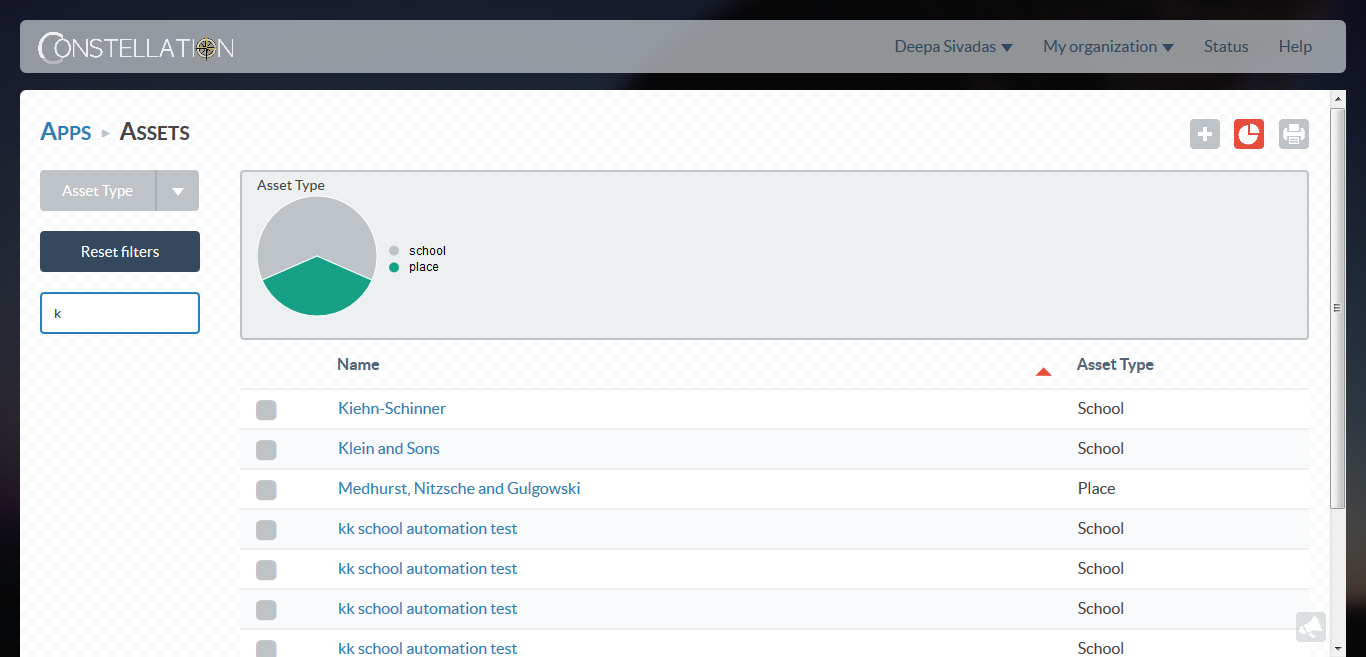 CONSTELLATION
Deepa Sivadas My organization Status Help
APPS ASSETS
Asset Type
Reset filters
k
Asset Type
school
place
Name Asset Type
Kiehn-Schinner School
Klein and Sons School
Medhurst, Nitzsche and Gulgowski Place
kk school automation test School
kk school automation test School
kk school automation test School
kk school automation test School